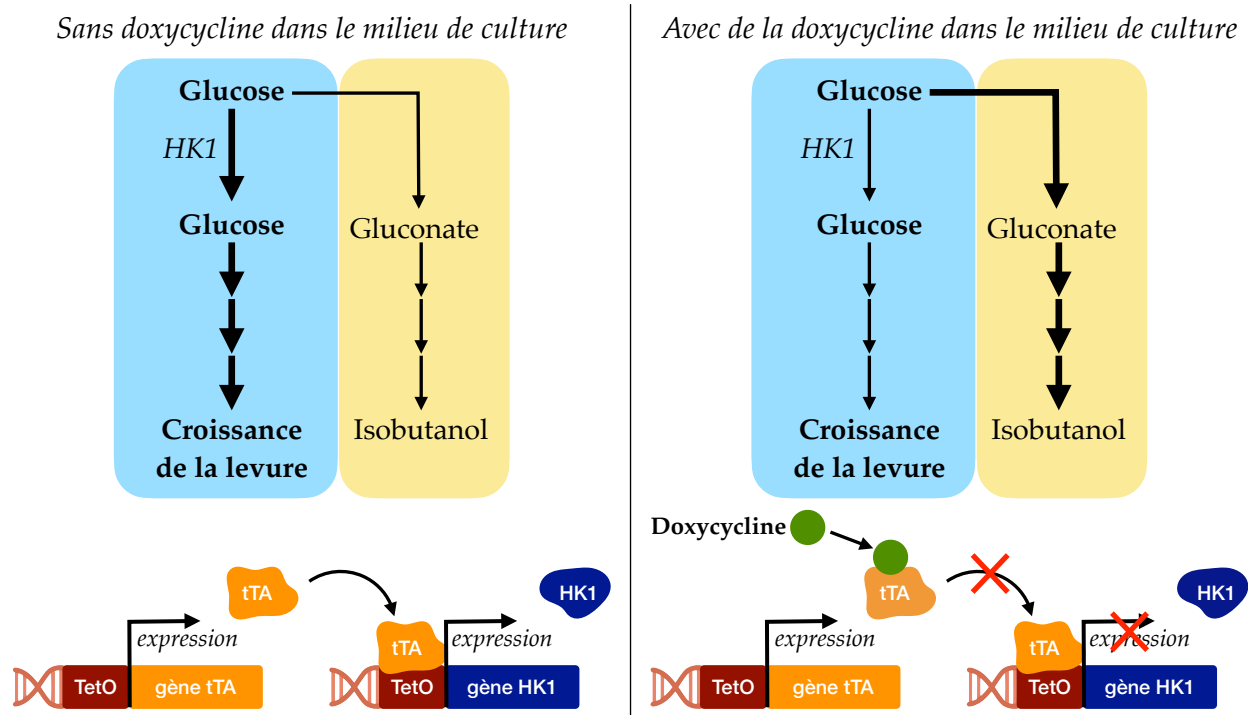 Sans doxycycline dans le milieu de culture
Glucose
HK1
Glucose
Gluconate
Croissance
de la levure
Isobutanol
tTA
HK1
expression
tTA
expression
TetO
gène tTA
TetO
gène HK1
Avec de la doxycycline dans le milieu de culture
Glucose
HK1
Glucose
Gluconate
Croissance
de la levure
Isobutanol
Doxycycline
tTA
HK1
expression
tTA
expression
TetO
gène tTA
TetO
gène HK1